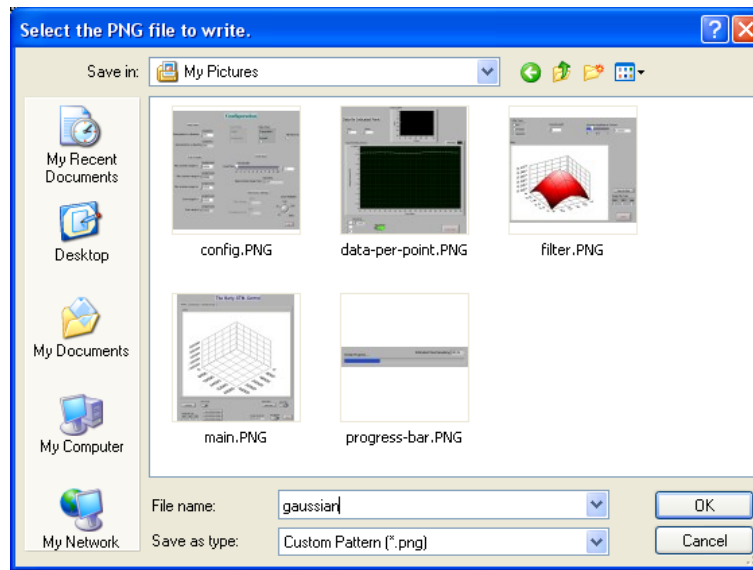 Select the PNG file to write.
Save in: My Pictures
My Recent
Documents
Desktop
My Documents
My Computer
My Network
Configuration
config.PNG
data-per-point.PNG
filter.PNG
main.PNG
progress-bar.PNG
File name: gaussian
OK
Save as type: Custom Pattern (*.png)
Cancel